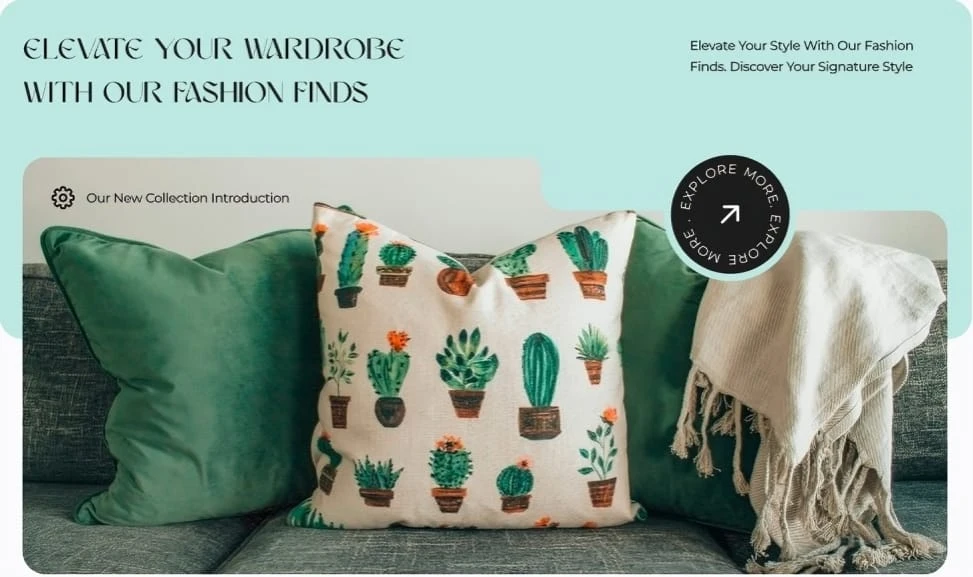 ELEVATE YOUR WARDROBE
WITH OUR FASHION FINDS
Elevate Your Style With Our Fashion
Finds. Discover Your Signature Style
Our New Collection Introduction
EXPLORE MORE. EXPLORE MORE .